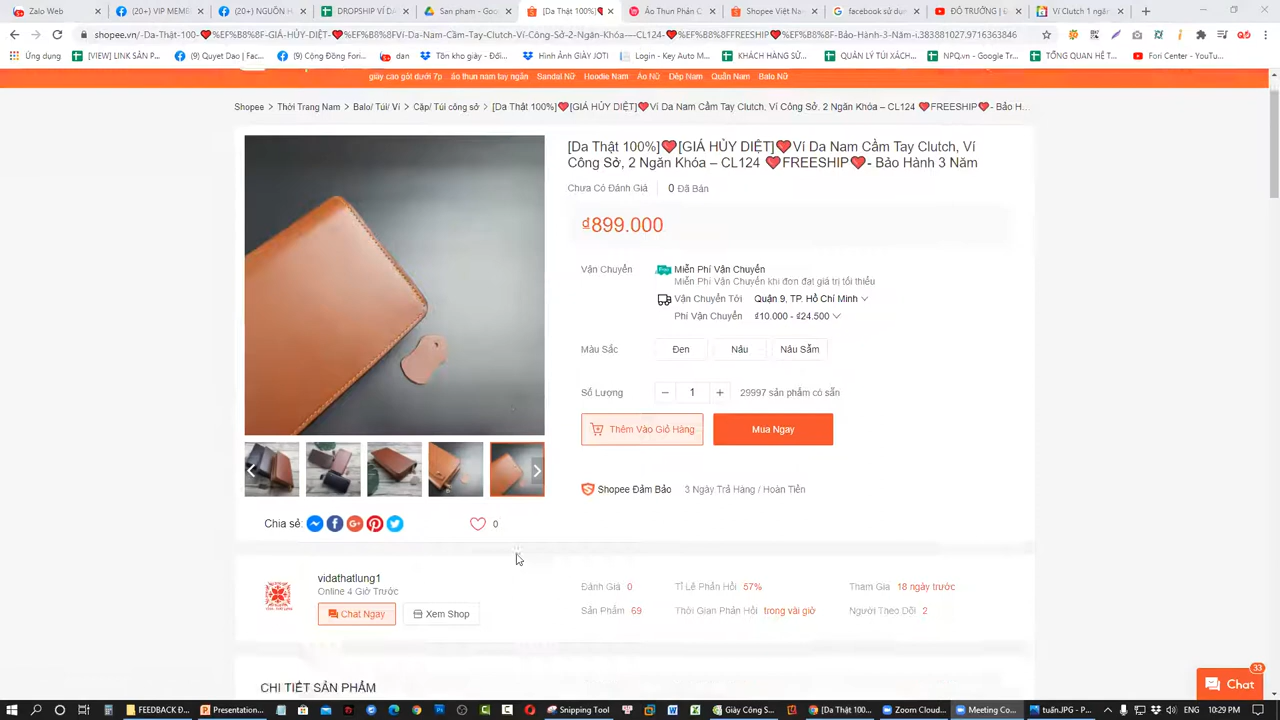 Zalo Web
(20+) VIP MEMB
(20+) NGUỒN H
DROPSHIP VÍ DA
San pham - Goo
[Da Thật 100%]❤
Áo Thun Phản C
Shopee Việt Na
facebook sử dụ
ĐỒ TRƯỞNG
Ví Clutch 1 ngăn
shopee.vn/-Da-Thật-100-❤%EF%B8%8F-GIÁ-HỦY-DIỆT-❤%EF%B8%8FVí-Da-Nam-Cầm-Tay-Clutch-Ví-Công-Sở-2-Ngăn-Khóa-–-CL124-❤%EF%B8%8FFREESHIP❤%EF%B8%8F-Bảo-Hành-3-Năm-i.383881027.9716363846
Ứng dụng
[VIEW] LINK SẢN P...
(9) Quyet Dao | Fac...
(9) Cộng Đồng Fori...
dan
Tồn kho giày - Đối...
Hình Ảnh GIÀY JOTI
Login - Key Auto M...
KHÁCH HÀNG SỬ...
QUẢN LÝ TÚI XÁCH...
NPQ.vn - Google Tr...
TỔNG QUAN HỆ T...
Fori Center - YouTu...
giày cao gót dưới 7p áo thun nam tay ngắn Sandal Nữ Hoodie Nam Áo Nữ Dép Nam Quần Nam Balo Nữ
Shopee > Thời Trang Nam > Balo/ Túi/ Ví > Cặp/ Túi công sở > [Da Thật 100%]❤[GIÁ HỦY DIỆT]❤Ví Da Nam Cầm Tay Clutch, Ví Công Sở, 2 Ngăn Khóa – CL124 ❤FREESHIP❤- Bảo H...
[Da Thật 100%]❤[GIÁ HỦY DIỆT]❤Ví Da Nam Cầm Tay Clutch, Ví
Công Sở, 2 Ngăn Khóa – CL124 ❤FREESHIP❤- Bảo Hành 3 Năm
Chưa Có Đánh Giá 0 Đã Bán
₫899.000
Vận Chuyển
Miễn Phí Vận Chuyển
Miễn Phí Vận Chuyển khi đơn đạt giá trị tối thiểu
Vận Chuyển Tới Quận 9, TP. Hồ Chí Minh
Phí Vận Chuyển ₫10.000 - ₫24.500
Màu Sắc Đen Nâu Nâu Sẫm
Số Lượng − 1 + 29997 sản phẩm có sẵn
Thêm Vào Giỏ Hàng
Mua Ngay
Shopee Đảm Bảo 3 Ngày Trả Hàng / Hoàn Tiền
Chia sẻ: 0
vidathatlung1
Online 4 Giờ Trước
Chat Ngay
Xem Shop
Đánh Giá 0 Tỉ Lệ Phản Hồi 57% Tham Gia 18 ngày trước
Sản Phẩm 69 Thời Gian Phản Hồi trong vài giờ Người Theo Dõi 2
CHI TIẾT SẢN PHẨM
33
Chat
FEEDBACK Đ...
Presentation...
Snipping Tool
Giày Công S...
[Da Thật 100...
Zoom Cloud...
Meeting Co...
tuấn.JPG - P...
10:29 PM